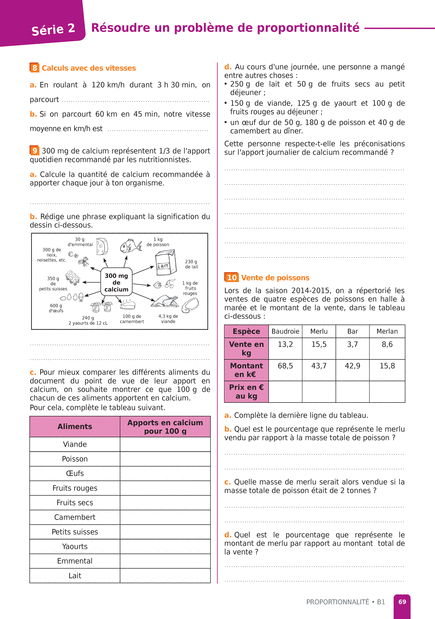 Série 2
Résoudre un problème de proportionnalité
8 Calculs avec des vitesses
a. En roulant à 120 km/h durant 3 h 30 min, on
parcourt
b. Si on parcourt 60 km en 45 min, notre vitesse
moyenne en km/h est
9 300 mg de calcium représentent 1/3 de l'apport
quotidien recommandé par les nutritionnistes.
a. Calcule la quantité de calcium recommandée à
apporter chaque jour à ton organisme.
b. Rédige une phrase expliquant la signification du
dessin ci-dessous.
30 g
d'emmental
1 kg
de poisson
300 g de
noix,
noisettes, etc.
230 g
de lait
LAIT
300 mg
de
calcium
350 g
de
petits suisses
1 kg de
fruits
rouges
600 g
d'œufs
240 g
2 yaourts de 12 cL
100 g de
camembert
4,3 kg de
viande
c. Pour mieux comparer les différents aliments du
document du point de vue de leur apport en
calcium, on souhaite montrer ce que 100 g de
chacun de ces aliments apportent en calcium.
Pour cela, complète le tableau suivant.
Aliments
Apports en calcium
pour 100 g
Viande
Poisson
Œufs
Fruits rouges
Fruits secs
Camembert
Petits suisses
Yaourts
Emmental
Lait
d. Au cours d'une journée, une personne a mangé
entre autres choses :
• 250 g de lait et 50 g de fruits secs au petit
déjeuner ;
• 150 g de viande, 125 g de yaourt et 100 g de
fruits rouges au déjeuner ;
• un œuf dur de 50 g, 180 g de poisson et 40 g de
camembert au dîner.
Cette personne respecte-t-elle les préconisations
sur l'apport journalier de calcium recommandé ?
10 Vente de poissons
Lors de la saison 2014-2015, on a répertorié les
ventes de quatre espèces de poissons en halle à
marée et le montant de la vente, dans le tableau
ci-dessous :
Espèce Baudroie Merlu Bar Merlan
Vente en
kg 13,2 15,5 3,7 8,6
Montant
en k€ 68,5 43,7 42,9 15,8
Prix en €
au kg
a. Complète la dernière ligne du tableau.
b. Quel est le pourcentage que représente le merlu
vendu par rapport à la masse totale de poisson ?
c. Quelle masse de merlu serait alors vendue si la
masse totale de poisson était de 2 tonnes ?
d. Quel est le pourcentage que représente le
montant de merlu par rapport au montant total de
la vente ?
PROPORTIONNALITÉ • B1 69